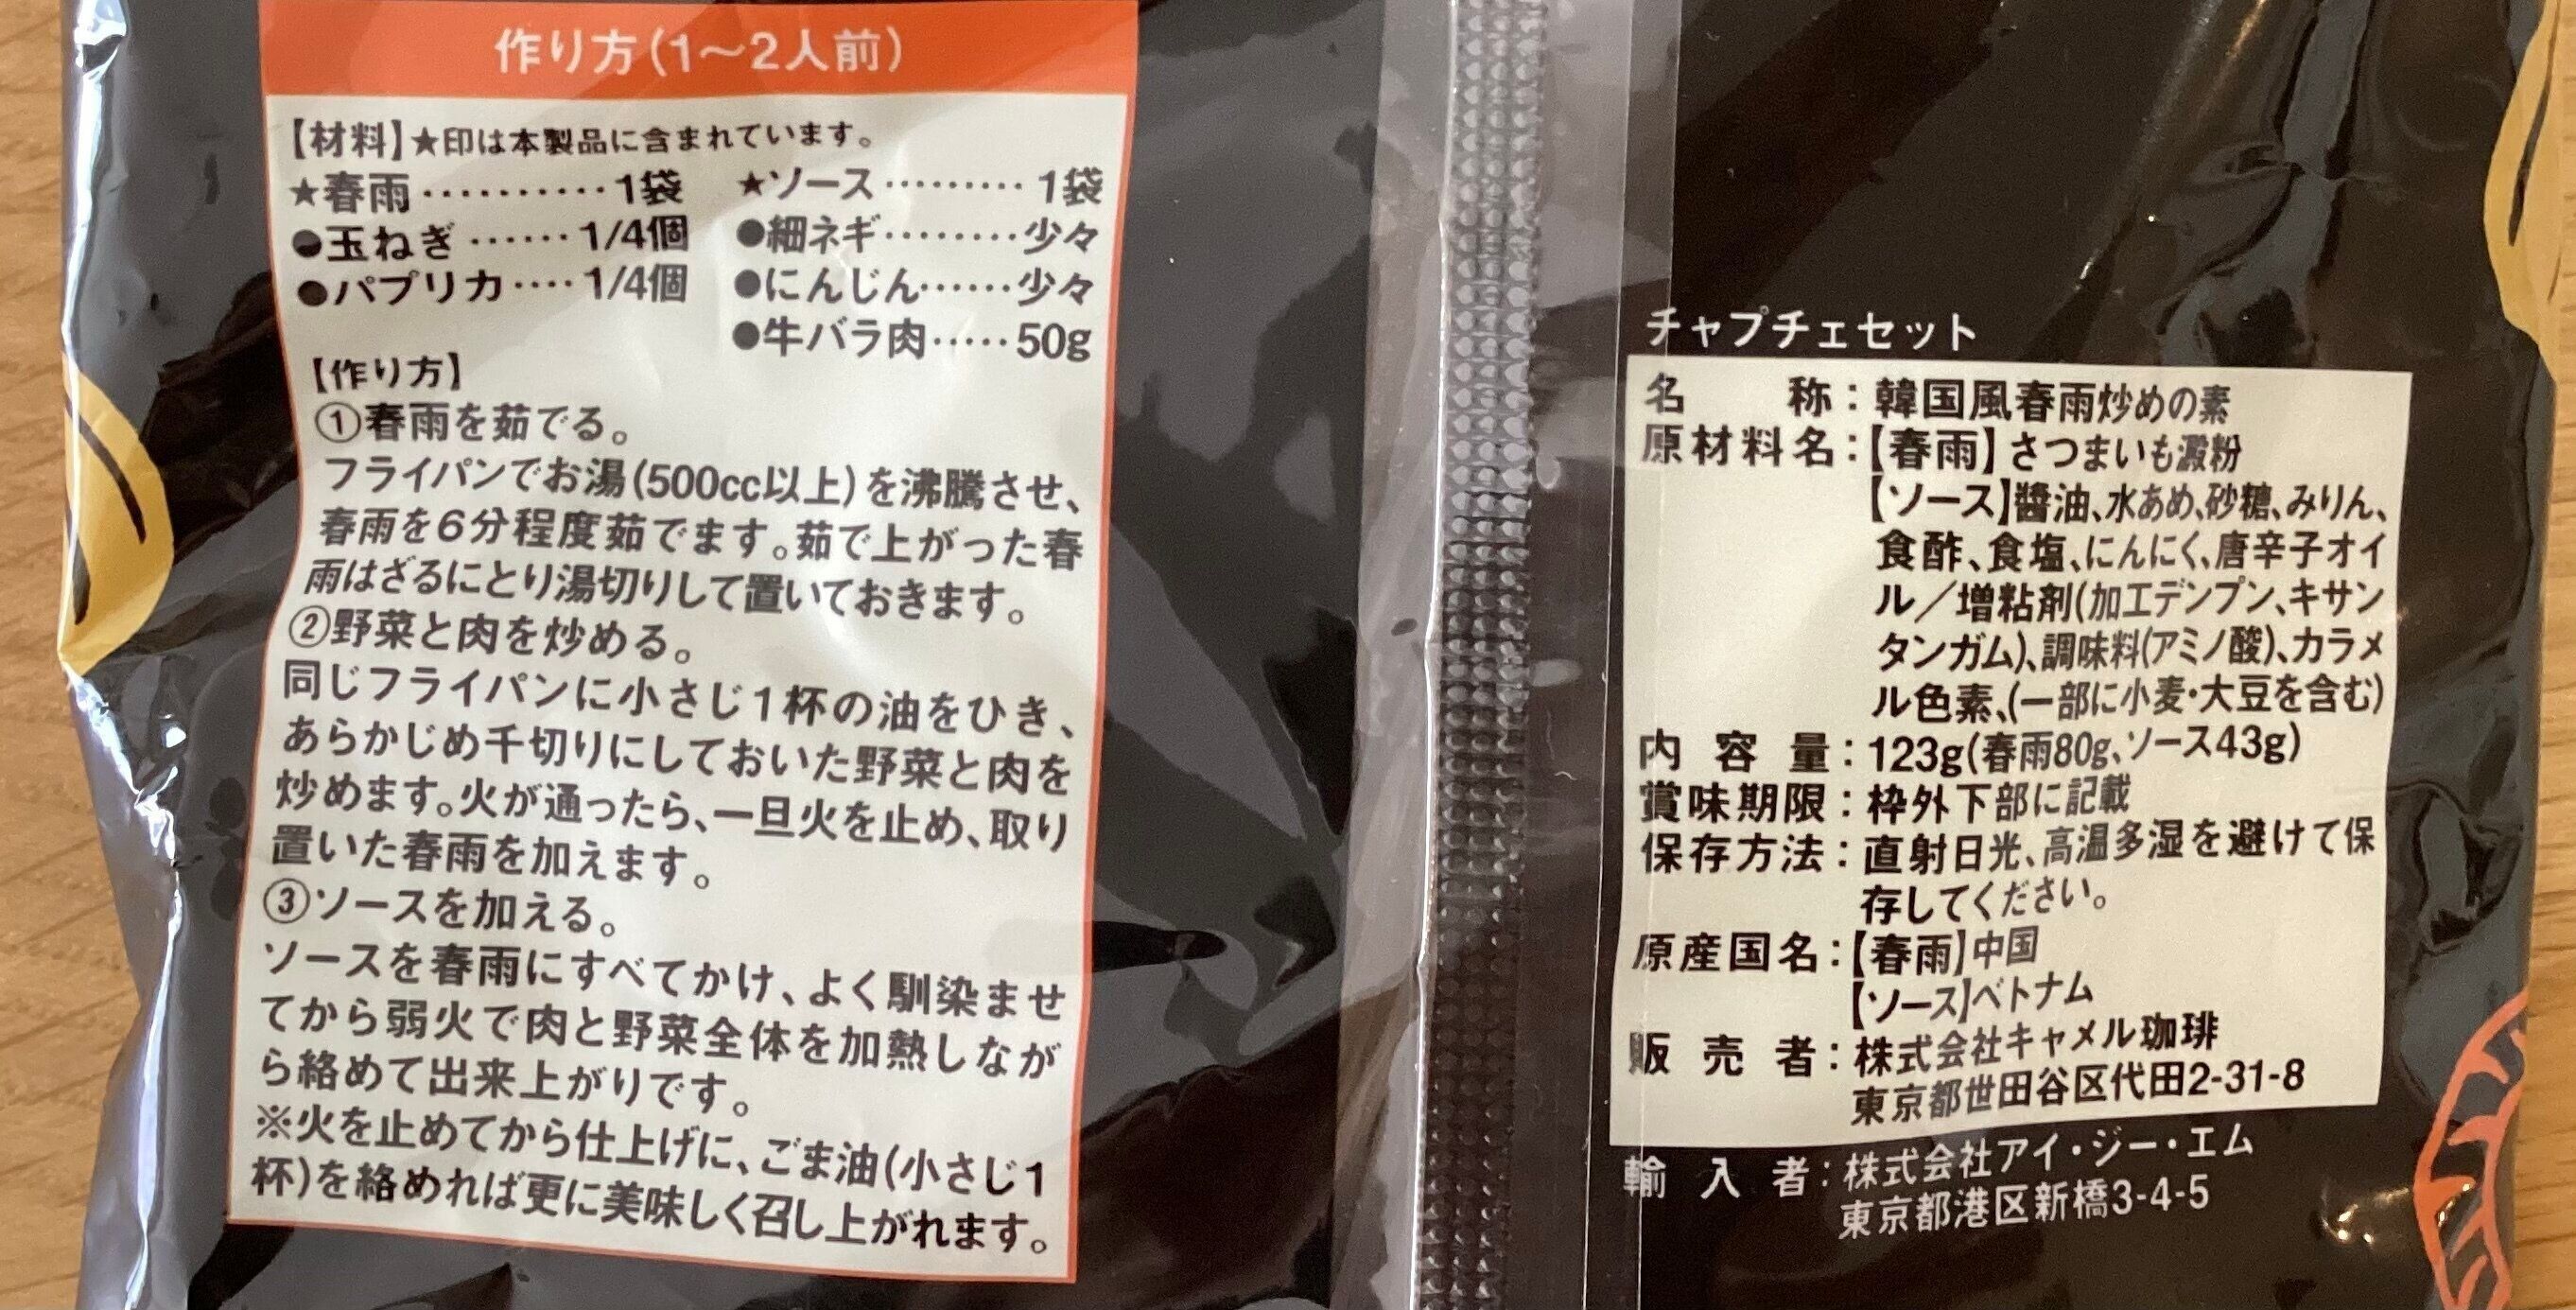 作り方(1〜2人前)
【材料】★印は本製品に含まれています。
★春雨‥‥‥‥‥1袋 ★ソース‥‥‥‥1袋
●玉ねぎ‥‥‥1/4個 ●細ネギ‥‥‥‥少々
●パプリカ‥‥1/4個 ●にんじん‥‥‥少々
●牛バラ肉‥‥・50g
【作り方】
①春雨を茹でる。
フライパンでお湯(500cc以上)を沸騰させ、
春雨を6分程度茹でます。茹で上がった春
雨はざるにとり湯切りして置いておきます。
②野菜と肉を炒める。
同じフライパンに小さじ1杯の油をひき、
あらかじめ千切りにしておいた野菜と肉を
炒めます。火が通ったら、一旦火を止め、取り
置いた春雨を加えます。
③ソースを加える。
ソースを春雨にすべてかけ、よく馴染ませ
てから弱火で肉と野菜全体を加熱しなが
ら絡めて出来上がりです。
※火を止めてから仕上げに、ごま油(小さじ1
杯)を絡めれば更に美味しく召し上がれます。
チャプチェセット
名称：韓国風春雨炒めの素
原材料名：【春雨】さつまいも澱粉
【ソース】醬油、水あめ、砂糖、みりん、
食酢、食塩、にんにく、唐辛子オイ
ル／増粘剤(加工デンプン、キサン
タンガム)、調味料(アミノ酸)、カラメ
ル色素、(一部に小麦・大豆を含む)
内容量：123g(春雨80g、ソース43g)
賞味期限：枠外下部に記載
保存方法：直射日光、高温多湿を避けて保
存してください。
原産国名：【春雨】中国
【ソース】ベトナム
販売者：株式会社キャメル珈琲
東京都世田谷区代田2-31-8
輸入者：株式会社アイ・ジー・エム
東京都港区新橋3-4-5